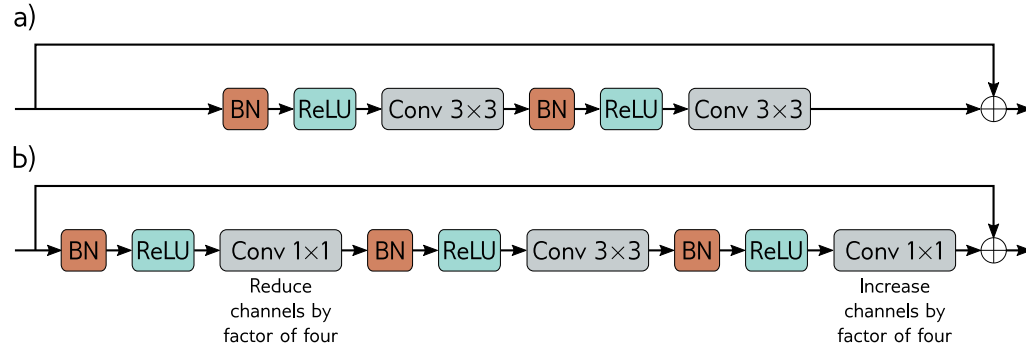 a)
BN ReLU Conv 3×3 BN ReLU Conv 3×3
b)
BN ReLU Conv 1×1 BN ReLU Conv 3×3 BN ReLU Conv 1×1
Reduce
channels by
factor of four
Increase
channels by
factor of four